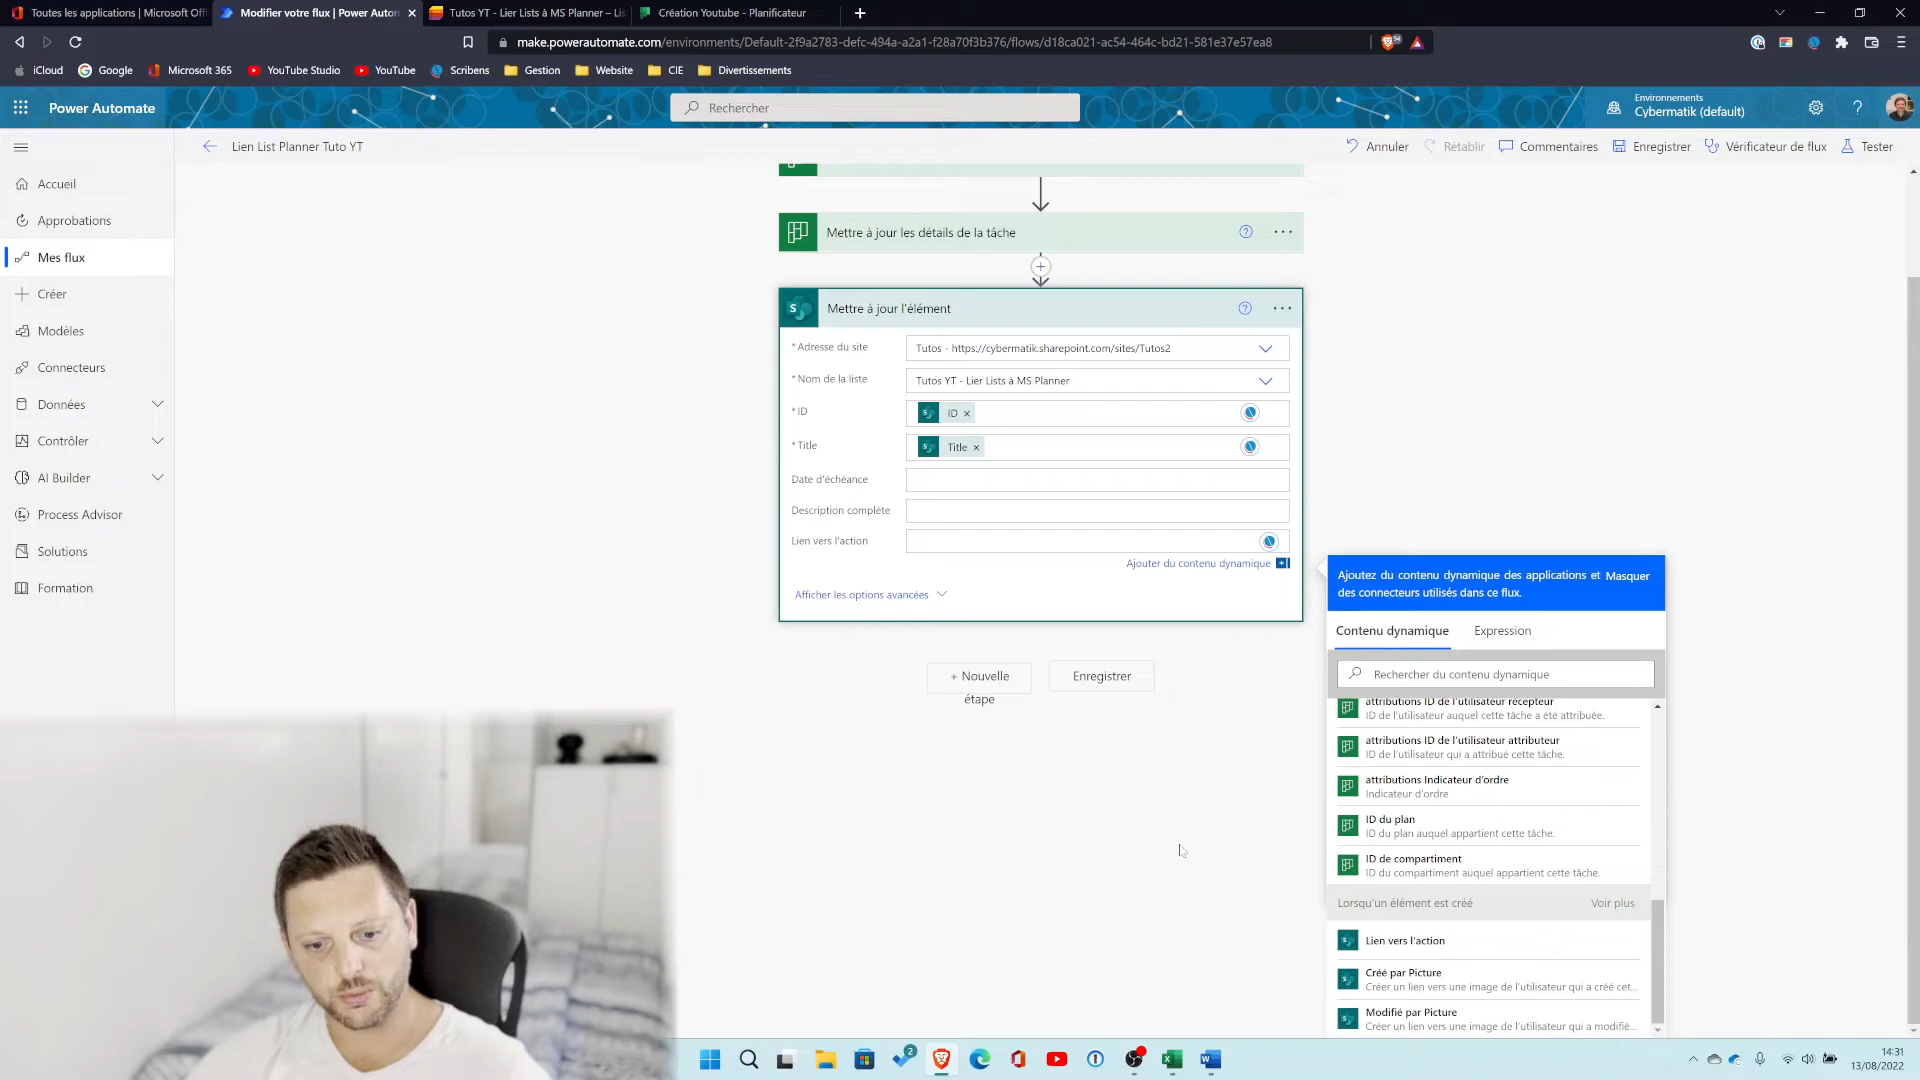 Toutes les applications | Microsoft Offi
Modifier votre flux | Power Autom
Tutos YT - Lier Lists à MS Planner – Lis
Création Youtube - Planificateur
make.powerautomate.com/environments/Default-2f9a2783-defc-494a-a2a1-f28a70f3b376/flows/d18ca021-ac54-464c-bd21-581e37e57ea8
iCloud
Google
Microsoft 365
YouTube Studio
YouTube
Scribens
Gestion
Website
CIE
Divertissements
Power Automate
Rechercher
Environnements
Cybermatik (default)
Lien List Planner Tuto YT
Annuler
Rétablir
Commentaires
Enregistrer
Vérificateur de flux
Tester
Accueil
Approbations
Mes flux
Créer
Modèles
Connecteurs
Données
Contrôler
AI Builder
Process Advisor
Solutions
Formation
Mettre à jour les détails de la tâche
Mettre à jour l'élément
* Adresse du site
Tutos - https://cybermatik.sharepoint.com/sites/Tutos2
* Nom de la liste
Tutos YT - Lier Lists à MS Planner
* ID
ID
* Title
Title
Date d'échéance
Description complète
Lien vers l'action
Ajouter du contenu dynamique
Afficher les options avancées
+ Nouvelle
étape
Enregistrer
Ajoutez du contenu dynamique des applications et
des connecteurs utilisés dans ce flux.
Masquer
Contenu dynamique
Expression
Rechercher du contenu dynamique
attributions ID de l'utilisateur récepteur
ID de l'utilisateur auquel cette tâche a été attribuée.
attributions ID de l'utilisateur attributeur
ID de l'utilisateur qui a attribué cette tâche.
attributions Indicateur d'ordre
Indicateur d'ordre
ID du plan
ID du plan auquel appartient cette tâche.
ID de compartiment
ID du compartiment auquel appartient cette tâche.
Lorsqu'un élément est créé
Voir plus
Lien vers l'action
Créé par Picture
Créer un lien vers une image de l'utilisateur qui a créé cet...
Modifié par Picture
Créer un lien vers une image de l'utilisateur qui a modifié...
2
14:31
13/08/2022